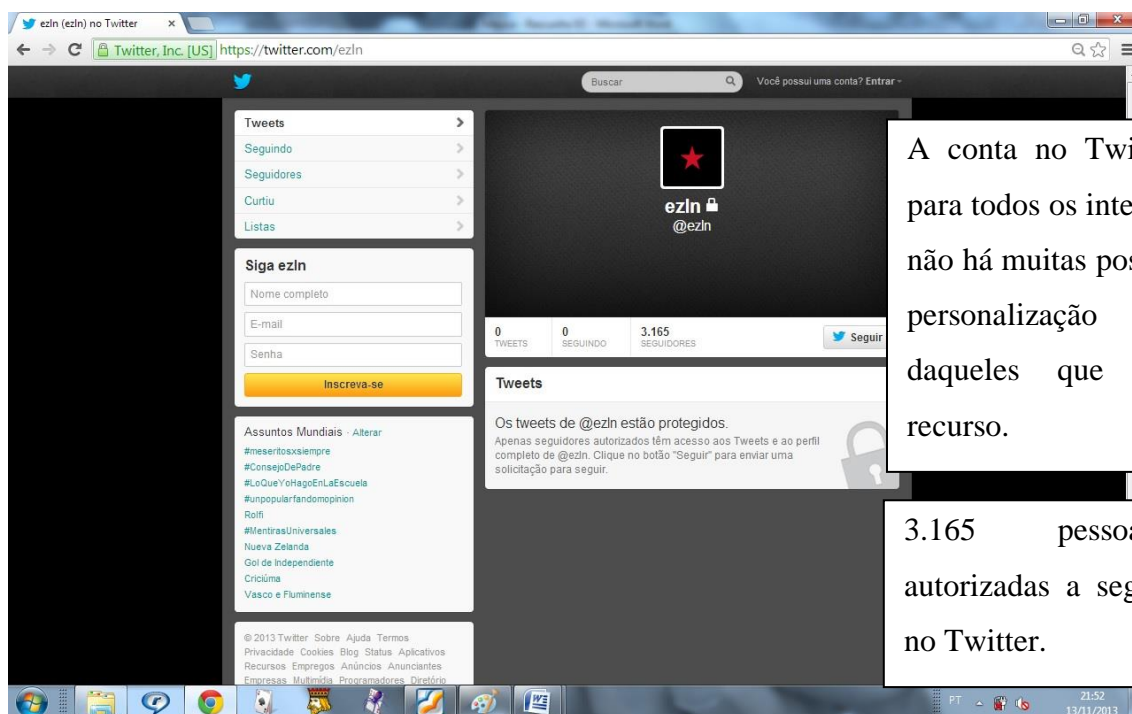 ezln (ezln) no Twitter
Twitter, Inc. [US] https://twitter.com/ezln
Buscar
Você possui uma conta? Entrar
Tweets
Seguindo
Seguidores
Curtiu
Listas
ezln
@ezln
Siga ezln
Nome completo
E-mail
Senha
Inscreva-se
0
TWEETS
0
SEGUINDO
3.165
SEGUIDORES
Seguir
Tweets
Os tweets de @ezln estão protegidos.
Apenas seguidores autorizados têm acesso aos Tweets e ao perfil
completo de @ezln. Clique no botão "Seguir" para enviar uma
solicitação para seguir.
Assuntos Mundiais · Alterar
#meseritosxsiempre
#ConsejoDePadre
#LoQueYoHagoEnLaEscuela
#unpopularfandomopinion
Rolfi
#MentirasUniversales
Nueva Zelanda
Gol de Independiente
Criciúma
Vasco e Fluminense
© 2013 Twitter Sobre Ajuda Termos
Privacidade Cookies Blog Status Aplicativos
Recursos Empregos Anúncios Anunciantes
Empresas Multimídia Programadores Diretório
A conta no Twi
para todos os inte
não há muitas pos
personalização
daqueles que
recurso.
3.165 pessoa
autorizadas a seg
no Twitter.
PT
21:52
13/11/2013